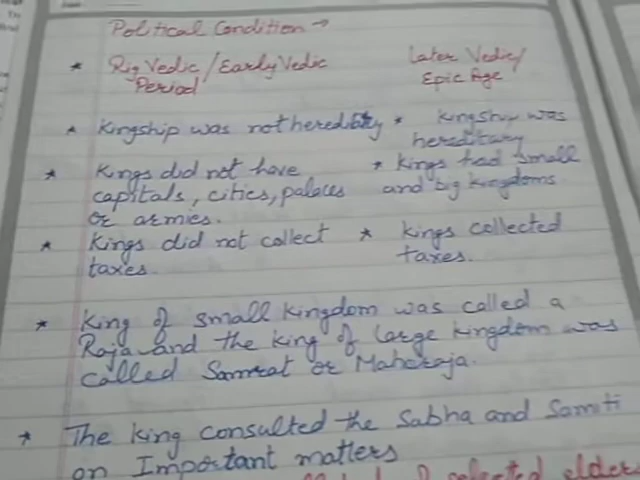 Political Condition →
* Rig Vedic/Early Vedic Period
Later Vedic/ Epic Age
* Kingship was not hereditary
* Kingship was hereditary
* Kings did not have
capitals, cities, palaces
or armies.
* Kings had small
and big kingdoms
* Kings did not collect
taxes.
* Kings collected
taxes.
* King of small kingdom was called a
Raja and the king of large kingdom was
called Samrat or Maharaja.
* The king consulted the Sabha and Samiti
on Important matters
selected elders